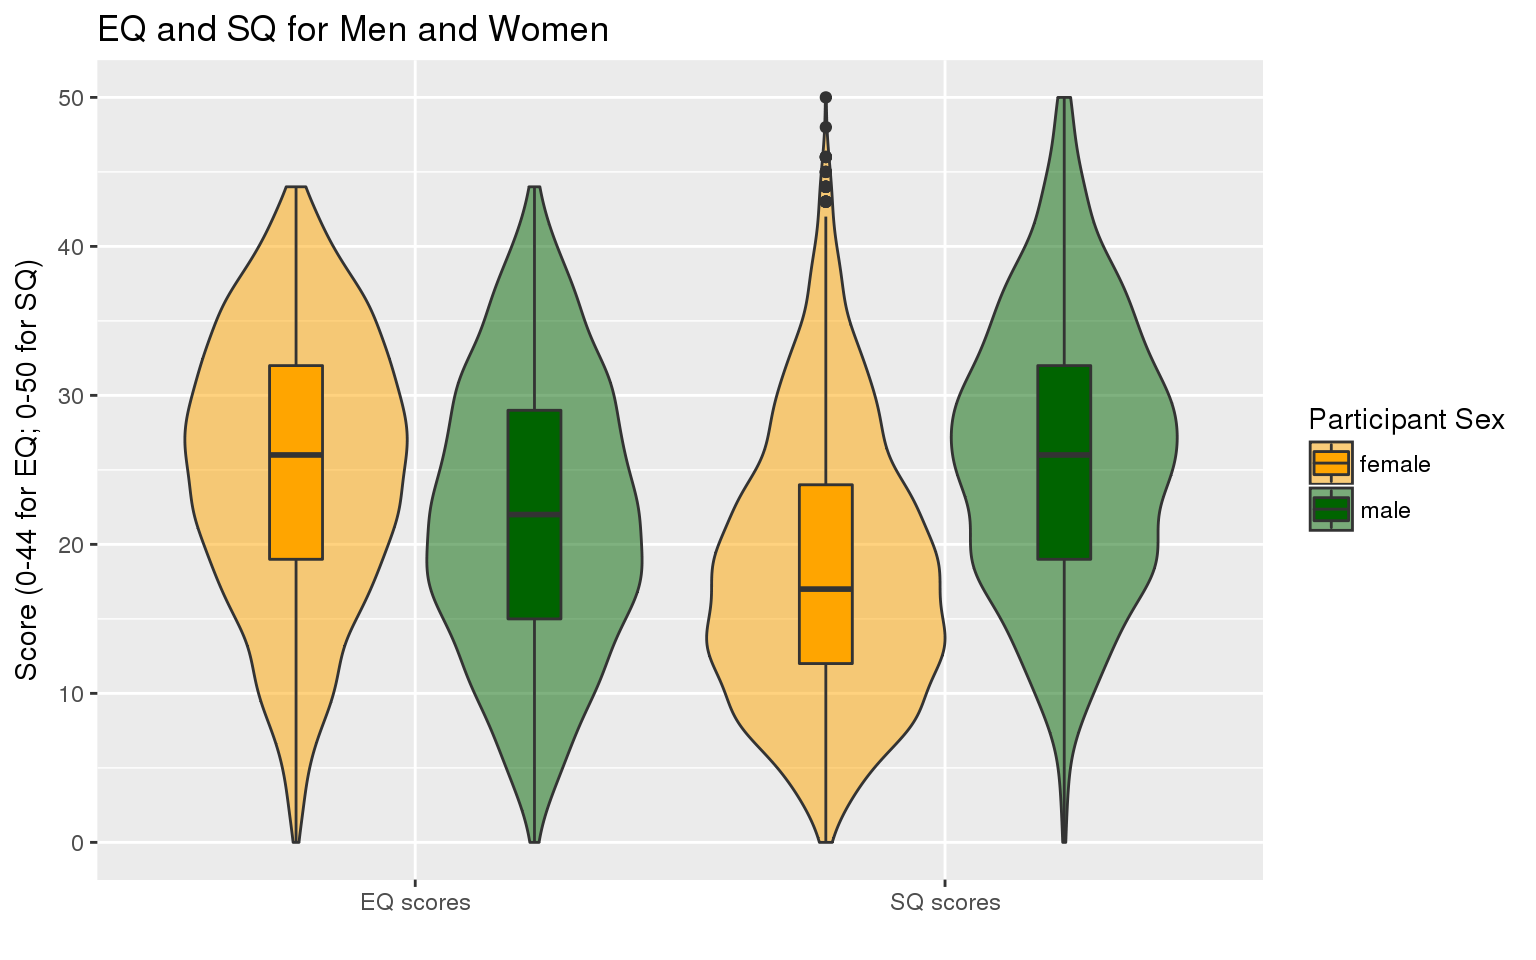 EQ and SQ for Men and Women
Score (0-44 for EQ; 0-50 for SQ)
50
40
30
20
10
0
EQ scores
SQ scores
Participant Sex
female
male